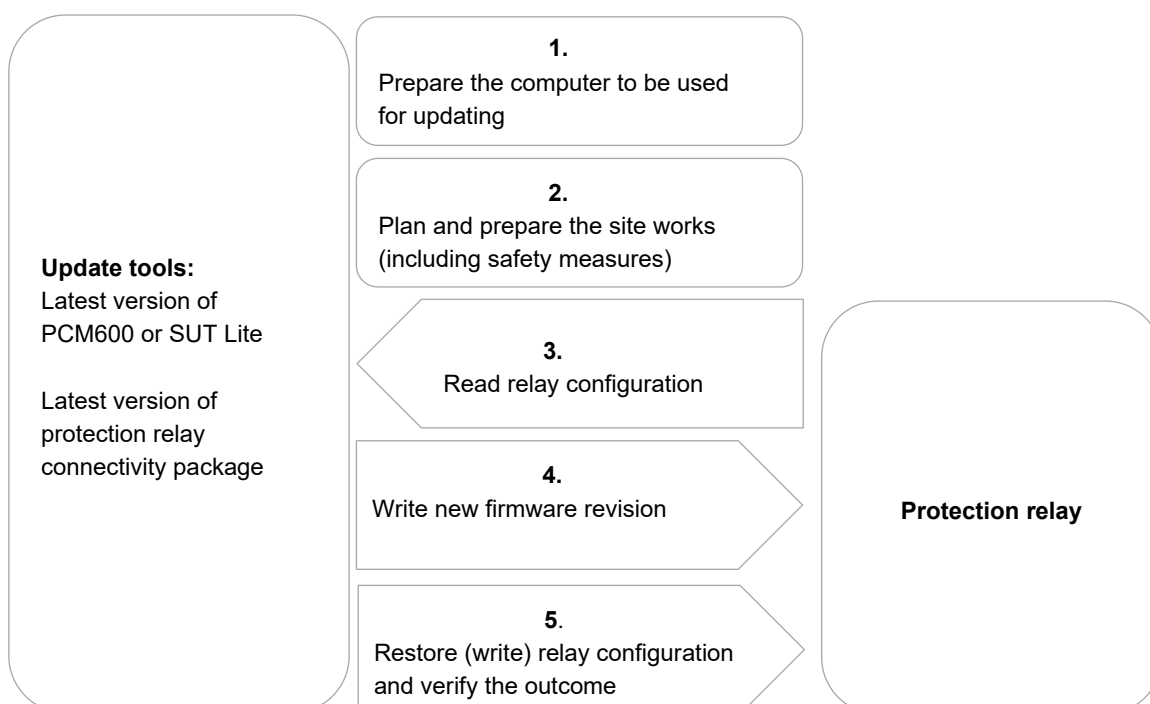 Update tools:
Latest version of
PCM600 or SUT Lite
Latest version of
protection relay
connectivity package
1.
Prepare the computer to be used
for updating
2.
Plan and prepare the site works
(including safety measures)
3.
Read relay configuration
4.
Write new firmware revision
5.
Restore (write) relay configuration
and verify the outcome
Protection relay